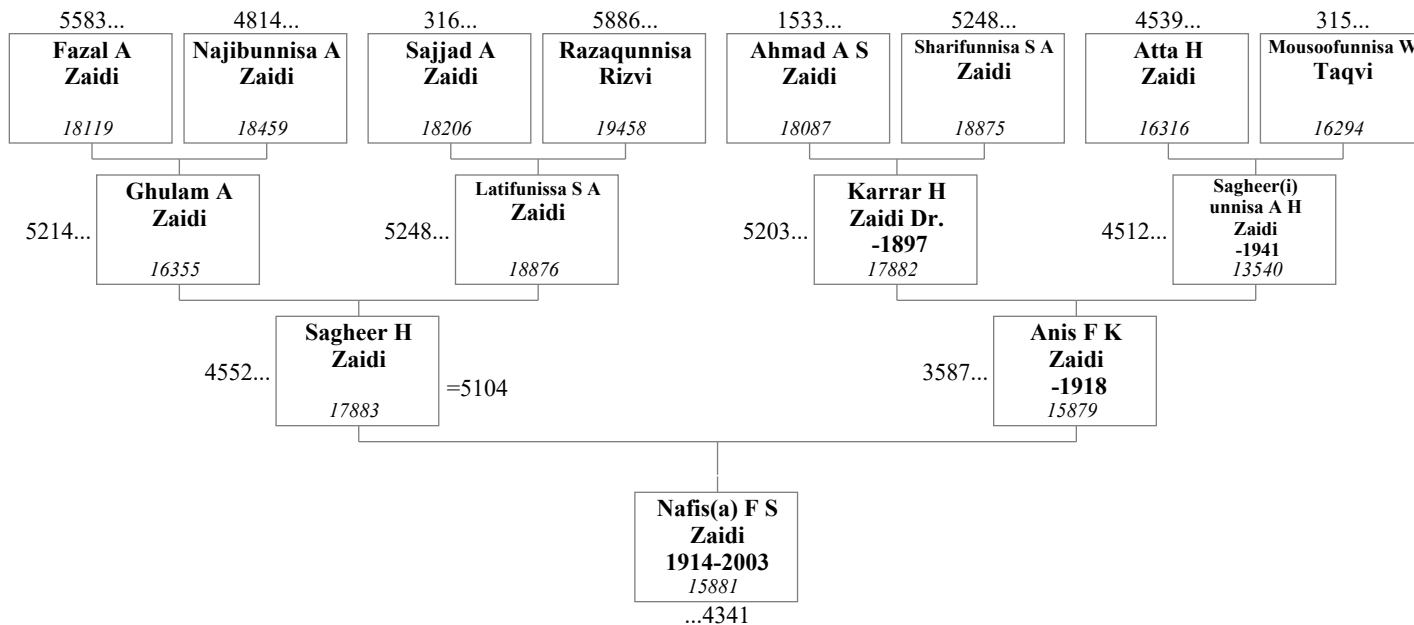 5583... 4814... 316... 5886... 1533... 5248... 4539... 315...
Fazal A
Zaidi
18119
Najibunnisa A
Zaidi
18459
Sajjad A
Zaidi
18206
Razaqunnisa
Rizvi
19458
Ahmad A S
Zaidi
18087
Sharifunnisa S A
Zaidi
18875
Atta H
Zaidi
16316
Mousoofunnisa W
Taqvi
16294
5214...
Ghulam A
Zaidi
16355
5248...
Latifunissa S A
Zaidi
18876
5203...
Karrar H
Zaidi Dr.
-1897
17882
4512...
Sagheer(i)
unnisa A H
Zaidi
-1941
13540
4552...
Sagheer H
Zaidi
17883
=5104
3587...
Anis F K
Zaidi
-1918
15879
Nafis(a) F S
Zaidi
1914-2003
15881
...4341